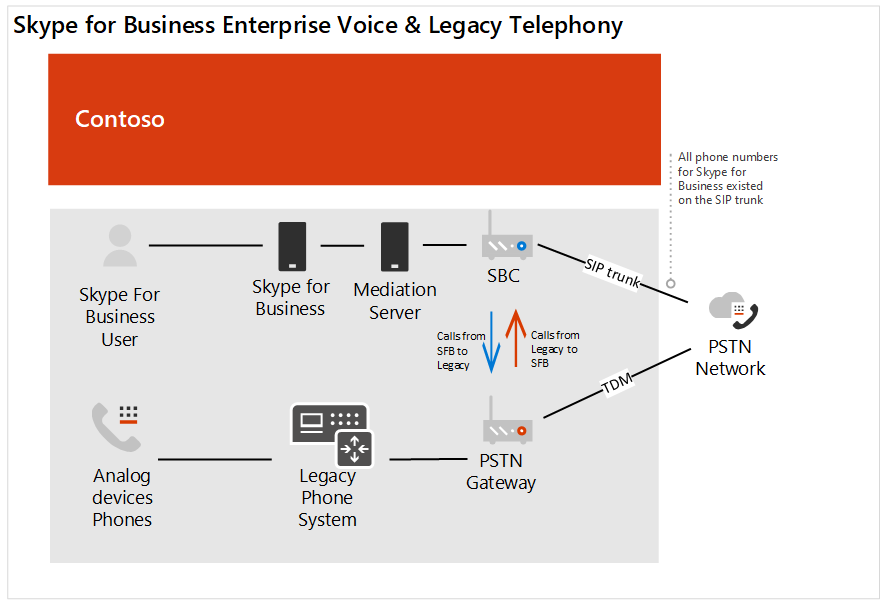 Skype for Business Enterprise Voice & Legacy Telephony
Contoso
All phone numbers
for Skype for
Business existed
on the SIP trunk
Skype For
Business
User
Skype for
Business
Mediation
Server
SBC
SIP trunk
PSTN
Network
Calls from
SFB to
Legacy
Calls from
Legacy to
SFB
TDM
Analog
devices
Phones
Legacy
Phone
System
PSTN
Gateway